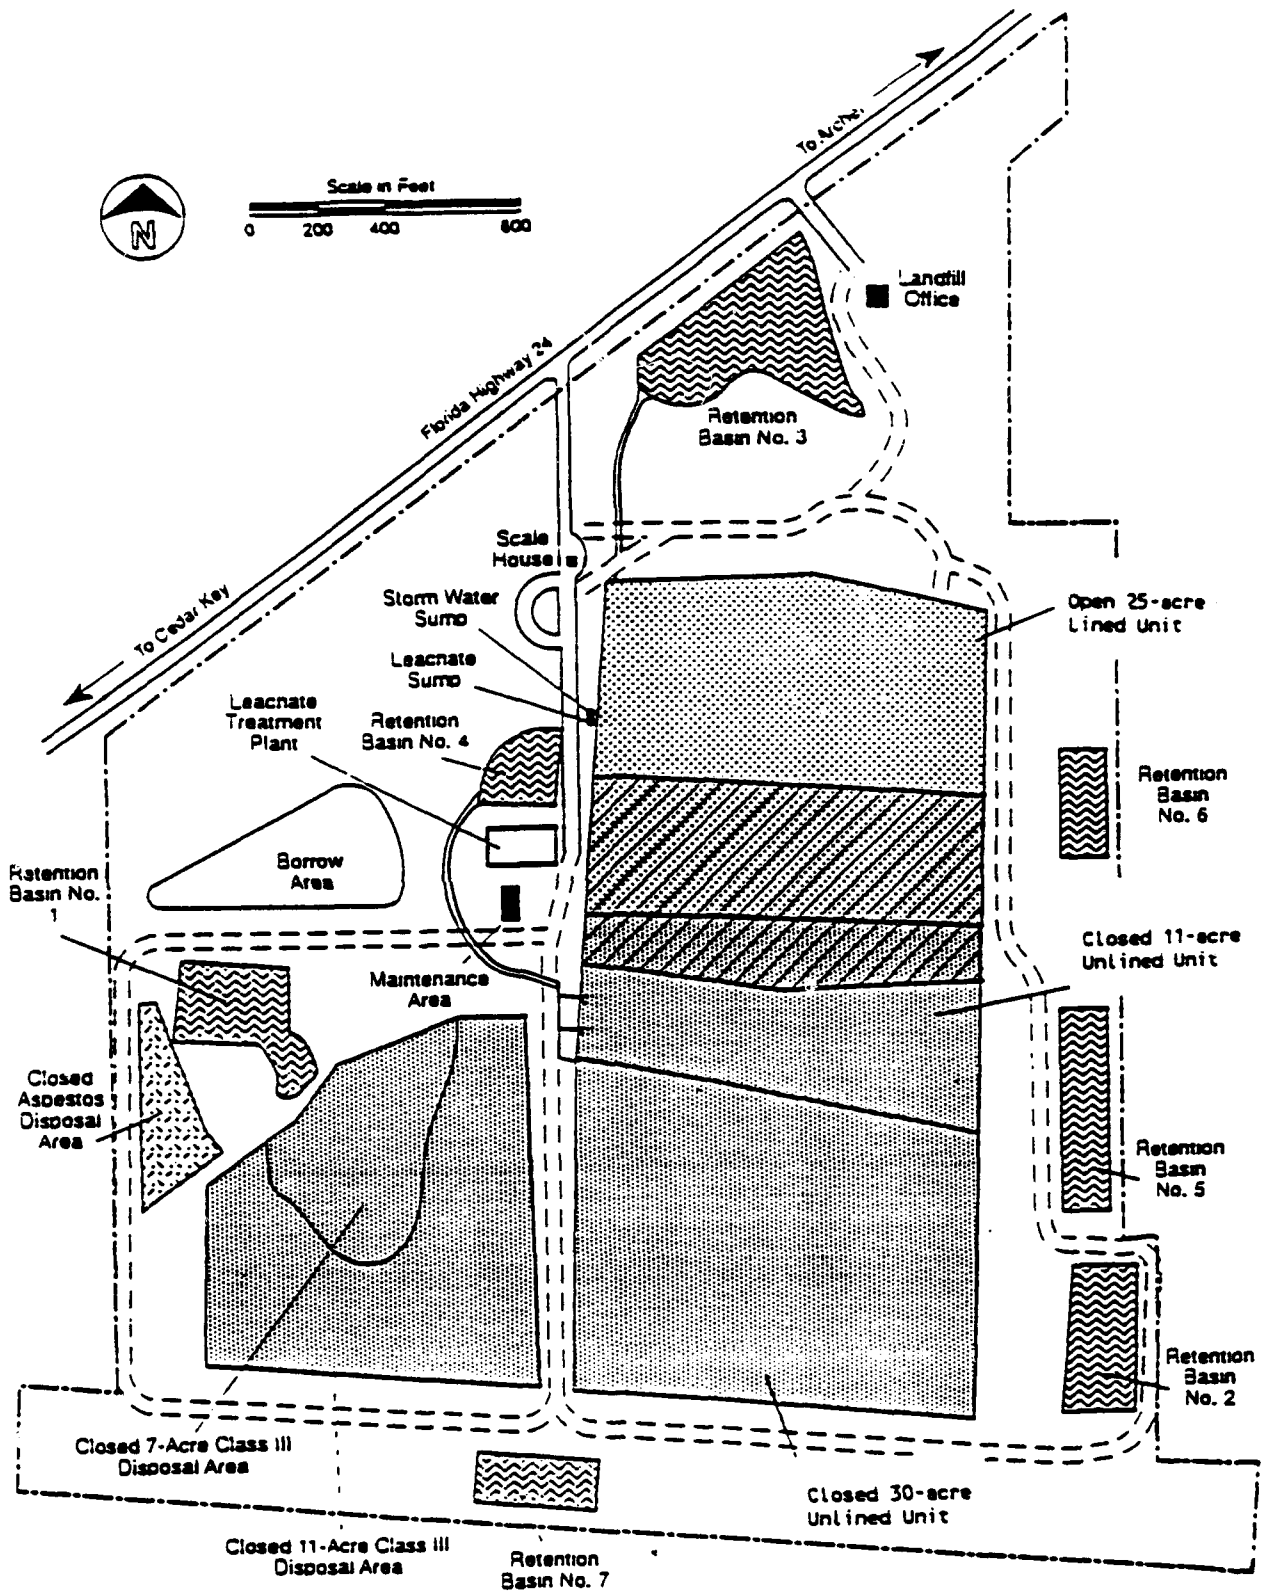 To Archer
Scale in Feet
0 200 400 800
N
Landfill
Office
Florida Highway 24
Retention
Basin No. 3
Scale
House
To Cedar Key
Storm Water
Sump
Open 25-acre
Lined Unit
Leachate
Sump
Leachate
Treatment
Plant
Retention
Basin No. 4
Retention
Basin
No. 6
Borrow
Area
Retention
Basin No.
1
Closed 11-acre
Unlined Unit
Maintenance
Area
Closed
Aspestos
Disposal
Area
Retention
Basin
No. 5
Retention
Basin
No. 2
Closed 7-Acre Class III
Disposal Area
Closed 30-acre
Unlined Unit
Closed 11-Acre Class III
Disposal Area
Retention
Basin No. 7